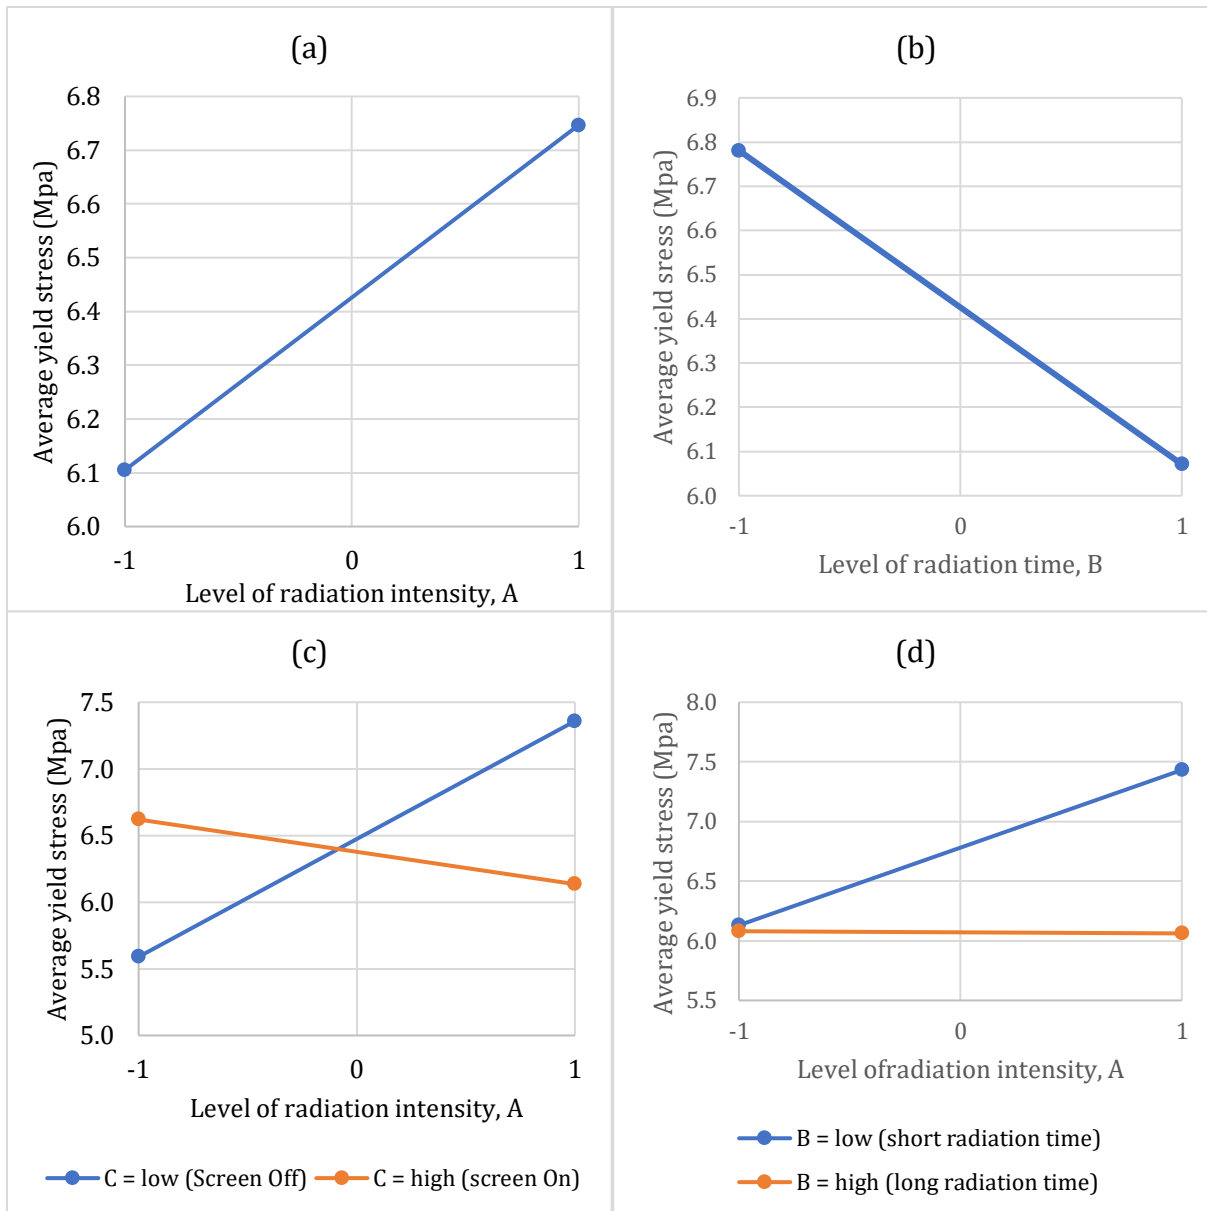 (a)
6.8
6.7
6.6
6.5
6.4
6.3
6.2
6.1
6.0
Average yield stress (Mpa)
-1 0 1
Level of radiation intensity, A
(b)
6.9
6.8
6.7
6.6
6.5
6.4
6.3
6.2
6.1
6.0
Average yield sress (Mpa)
-1 0 1
Level of radiation time, B
(c)
7.5
7.0
6.5
6.0
5.5
5.0
Average yield stress (Mpa)
-1 0 1
Level of radiation intensity, A
C = low (Screen Off) C = high (screen On)
(d)
8.0
7.5
7.0
6.5
6.0
5.5
Average yield stress (Mpa)
-1 0 1
Level ofradiation intensity, A
B = low (short radiation time)
B = high (long radiation time)